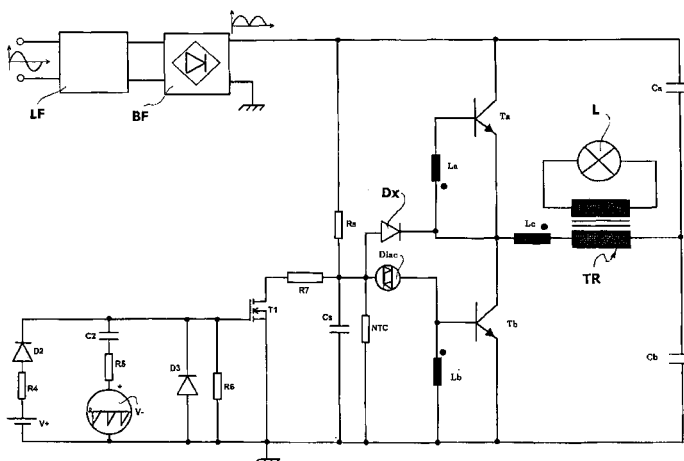 LF
BF
Ta
Ca
L
La
Dx
Rs
Lc
Diac
TR
R7
T1
Cs
NTC
Tb
Cb
D2
C2
R5
D3
R6
Lb
R4
+
V-
V+